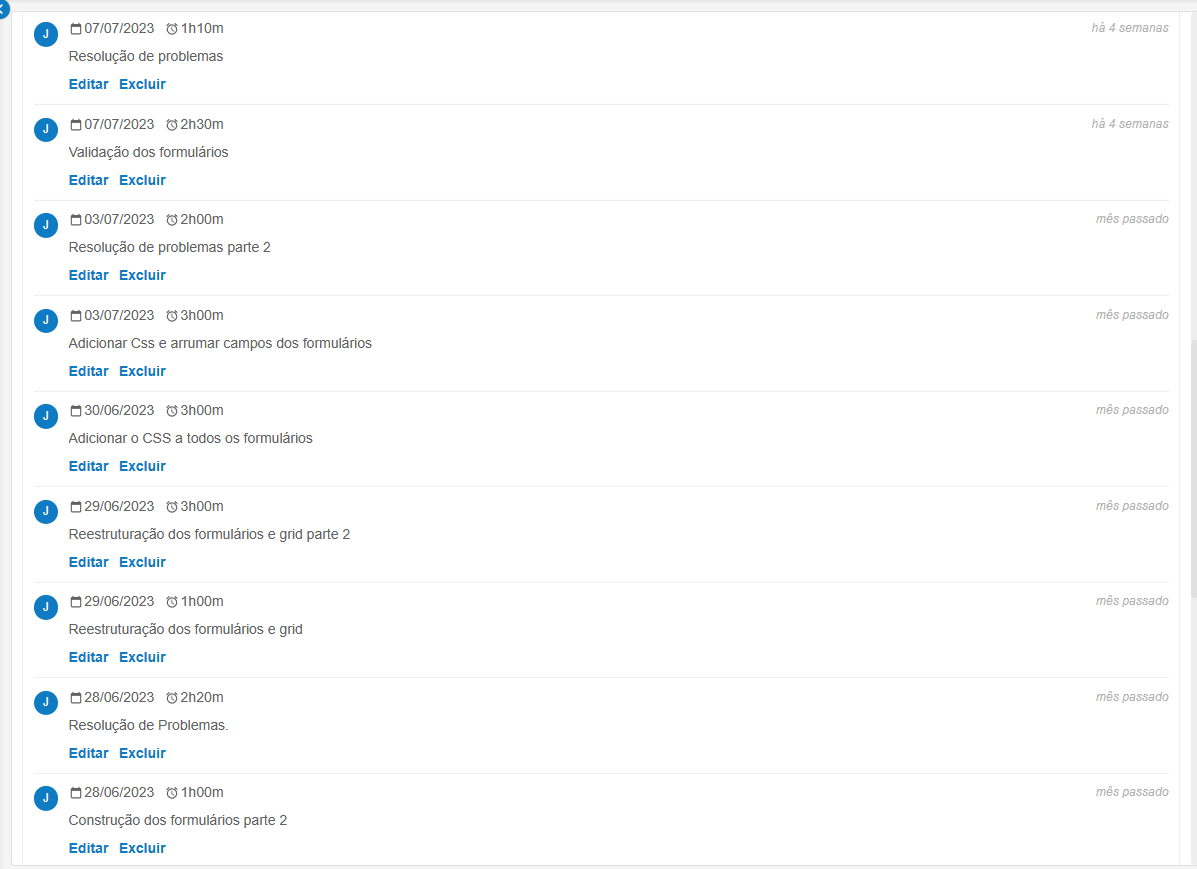 J 07/07/2023 1h10m há 4 semanas
Resolução de problemas
Editar Excluir
J 07/07/2023 2h30m há 4 semanas
Validação dos formulários
Editar Excluir
J 03/07/2023 2h00m mês passado
Resolução de problemas parte 2
Editar Excluir
J 03/07/2023 3h00m mês passado
Adicionar Css e arrumar campos dos formulários
Editar Excluir
J 30/06/2023 3h00m mês passado
Adicionar o CSS a todos os formulários
Editar Excluir
J 29/06/2023 3h00m mês passado
Reestruturação dos formulários e grid parte 2
Editar Excluir
J 29/06/2023 1h00m mês passado
Reestruturação dos formulários e grid
Editar Excluir
J 28/06/2023 2h20m mês passado
Resolução de Problemas.
Editar Excluir
J 28/06/2023 1h00m mês passado
Construção dos formulários parte 2
Editar Excluir